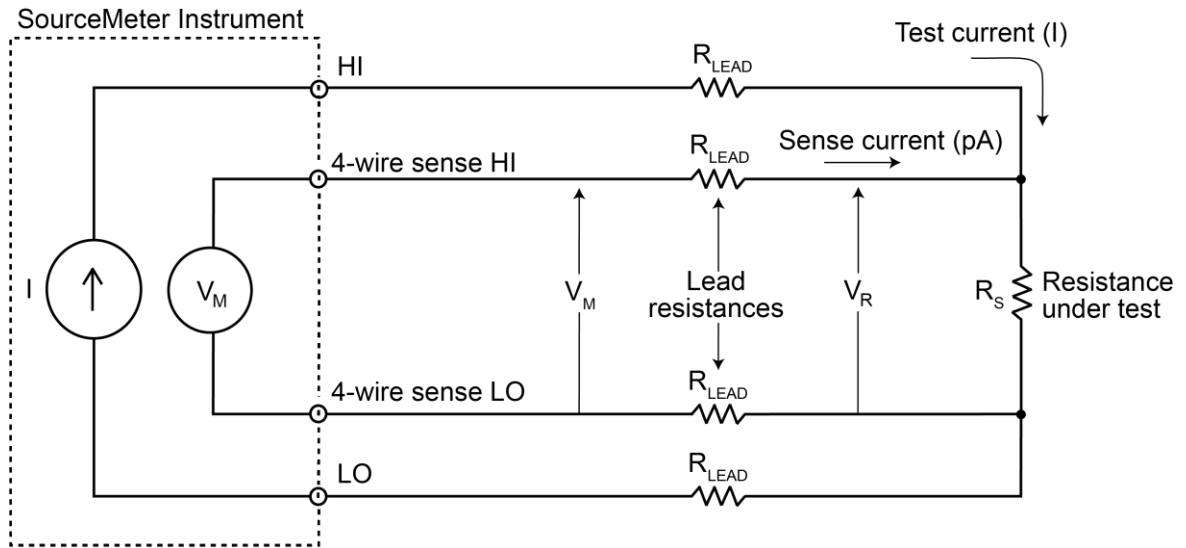 SourceMeter Instrument
HI
R_LEAD
Test current (I)
4-wire sense HI
R_LEAD
Sense current (pA)
I
V_M
V_M
Lead
resistances
V_R
R_S
Resistance
under test
4-wire sense LO
R_LEAD
LO
R_LEAD